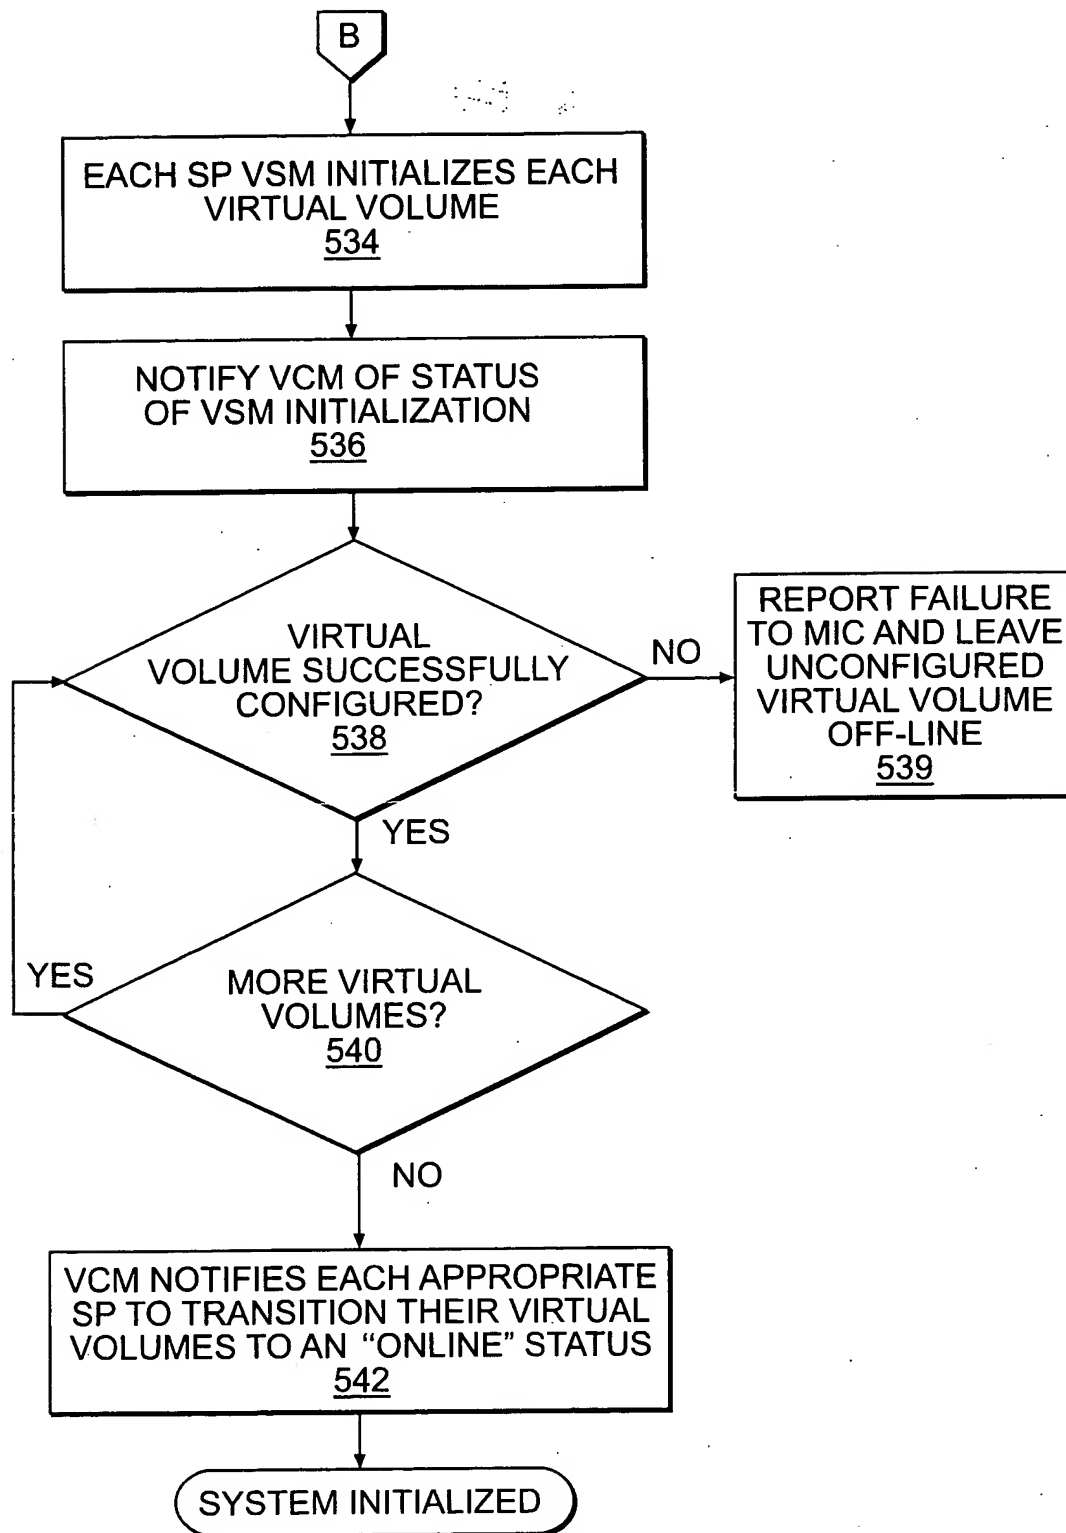 B
EACH SP VSM INITIALIZES EACH
VIRTUAL VOLUME
534
NOTIFY VCM OF STATUS
OF VSM INITIALIZATION
536
VIRTUAL
VOLUME SUCCESSFULLY
CONFIGURED?
538
NO
REPORT FAILURE
TO MIC AND LEAVE
UNCONFIGURED
VIRTUAL VOLUME
OFF-LINE
539
YES
YES
MORE VIRTUAL
VOLUMES?
540
NO
VCM NOTIFIES EACH APPROPRIATE
SP TO TRANSITION THEIR VIRTUAL
VOLUMES TO AN “ONLINE” STATUS
542
SYSTEM INITIALIZED